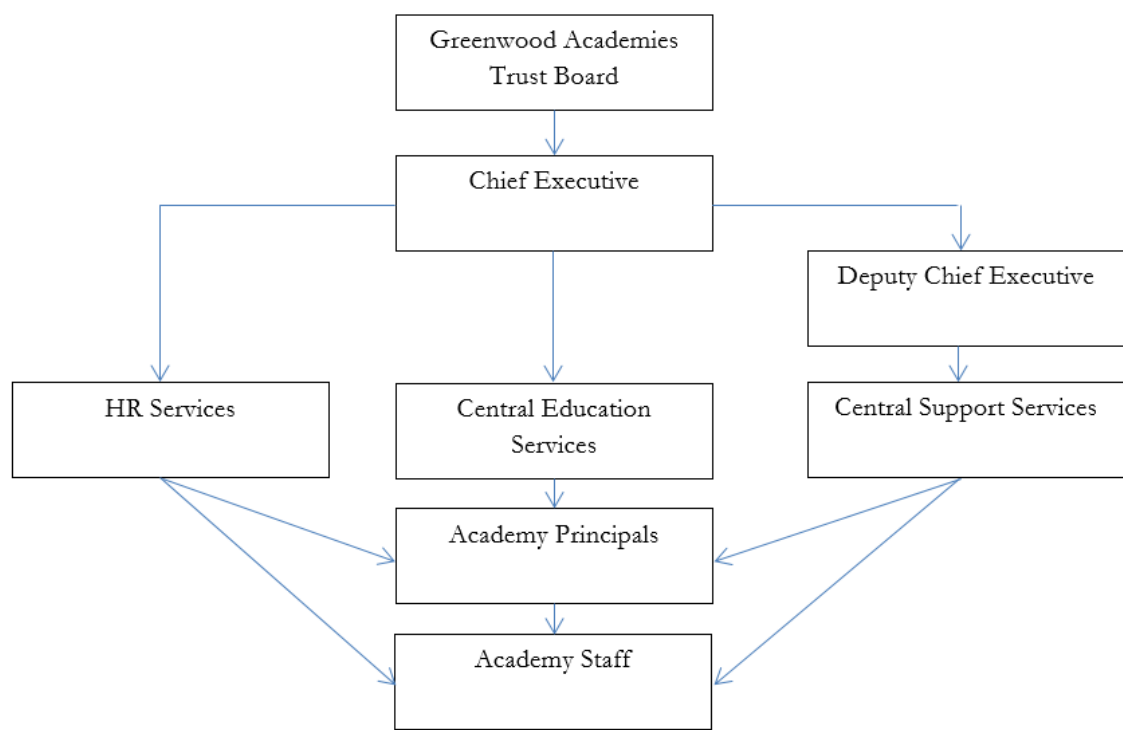 Greenwood Academies
Trust Board
Chief Executive
Deputy Chief Executive
HR Services
Central Education
Services
Central Support Services
Academy Principals
Academy Staff